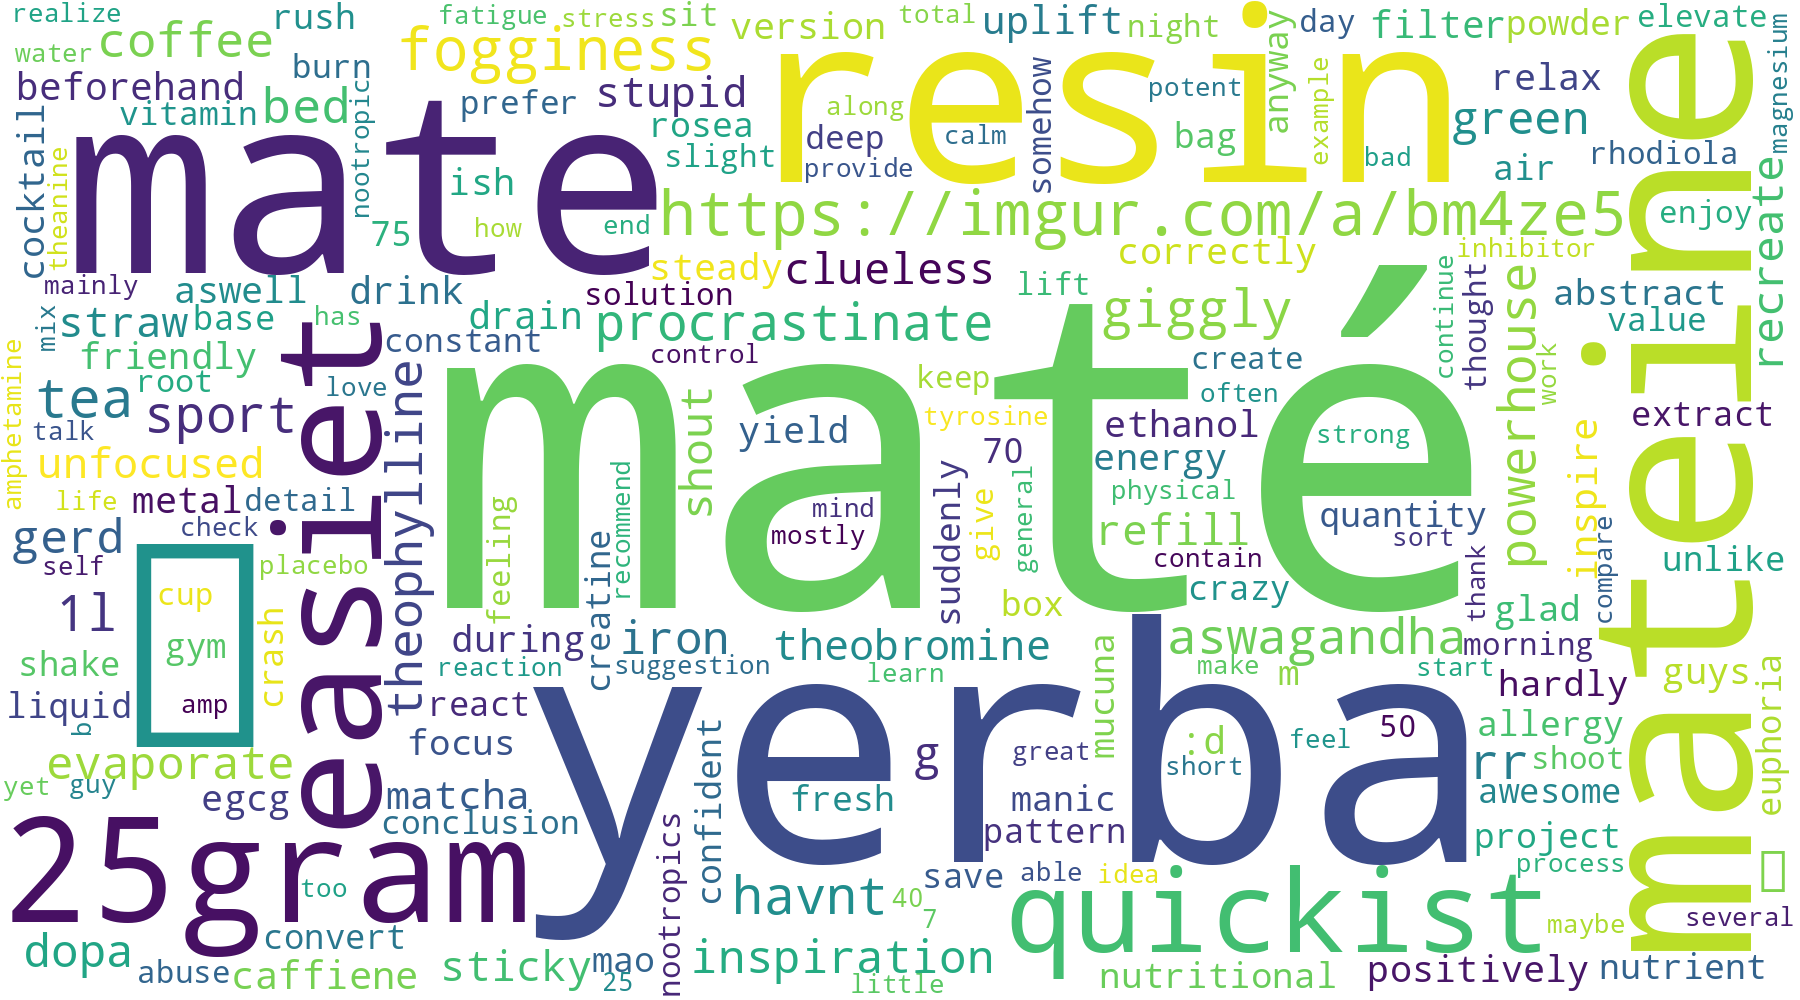 realize
rush
fatigue
stress
sit
total
uplift
night
day
filter
powder
elevate
water
coffee
fogginess
version
resin
anyway
beforehand
burn
vitamin
bed
nootropic
prefer
stupid
rosea
slight
along
deep
provide
calm
somehow
potent
bag
example
bad
relax
green
rhodiola
air
magnesium
cocktail
theanine
mate
ish
75
how
end
https://imgur.com/a/bm4ze5
enjoy
recreate
mainly
aswell
drink
steady
clueless
correctly
inhibitor
mix
straw
base
has
solution
drain
procrastinate
lift
giggly
continue
thought
powerhouse
abstract
value
friendly
constant
control
create
root
love
keep
often
work
tea
sport
talk
amphetamine
unfocused
easiet
theophylline
maté
shout
yield
tyrosine
70
ethanol
energy
strong
extract
inspire
mateine
life
metal
detail
feeling
recommend
mind
mostly
suddenly
give
general
physical
refill
quantity
sort
gerd
check
self
placebo
contain
crazy
compare
unlike
1l
cup
gym
amp
crash
creatine
box
thank
glad
shake
during
iron
theobromine
aswagandha
morning
reaction
suggestion
learn
mucuna
make
m
start
hardly
guys
liquid
b
react
yerba
focus
confident
g
great
:d
short
feel
50
allergy
rr
shoot
euphoria
evaporate
yet
guy
egcg
matcha
conclusion
fresh
manic
pattern
awesome
project
process
25gram
too
nootropics
save
able
idea
havnt
40
7
quickist
maybe
several
dopa
convert
abuse
caffiene
sticky
mao
25
inspiration
little
nutritional
positively
nutrient